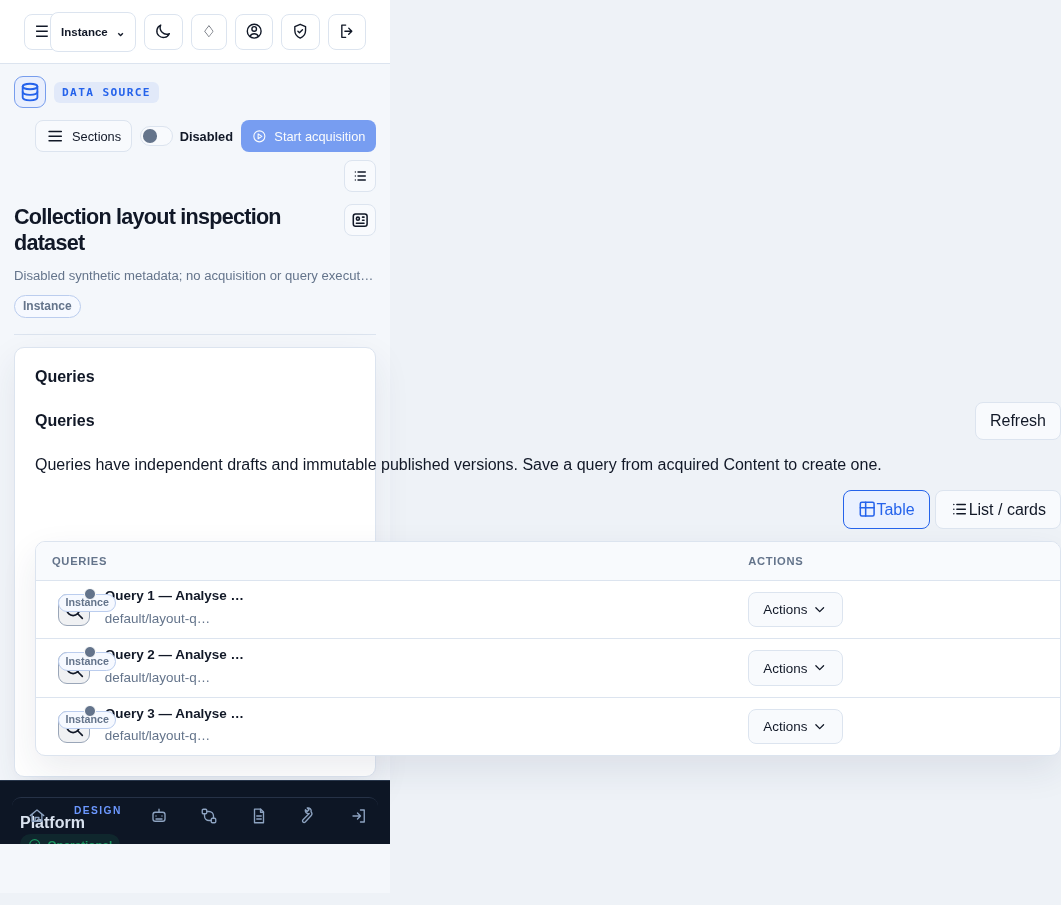 Instance
DATA SOURCE
Sections
Disabled
Start acquisition
Collection layout inspection
dataset
Disabled synthetic metadata; no acquisition or query execut…
Instance
Queries
Queries
Refresh
Queries have independent drafts and immutable published versions. Save a query from acquired Content to create one.
Table
List / cards
QUERIES
ACTIONS
Instance
Query 1 — Analyse …
default/layout-q…
Actions
Instance
Query 2 — Analyse …
default/layout-q…
Actions
Instance
Query 3 — Analyse …
default/layout-q…
Actions
DESIGN
Platform
Operational